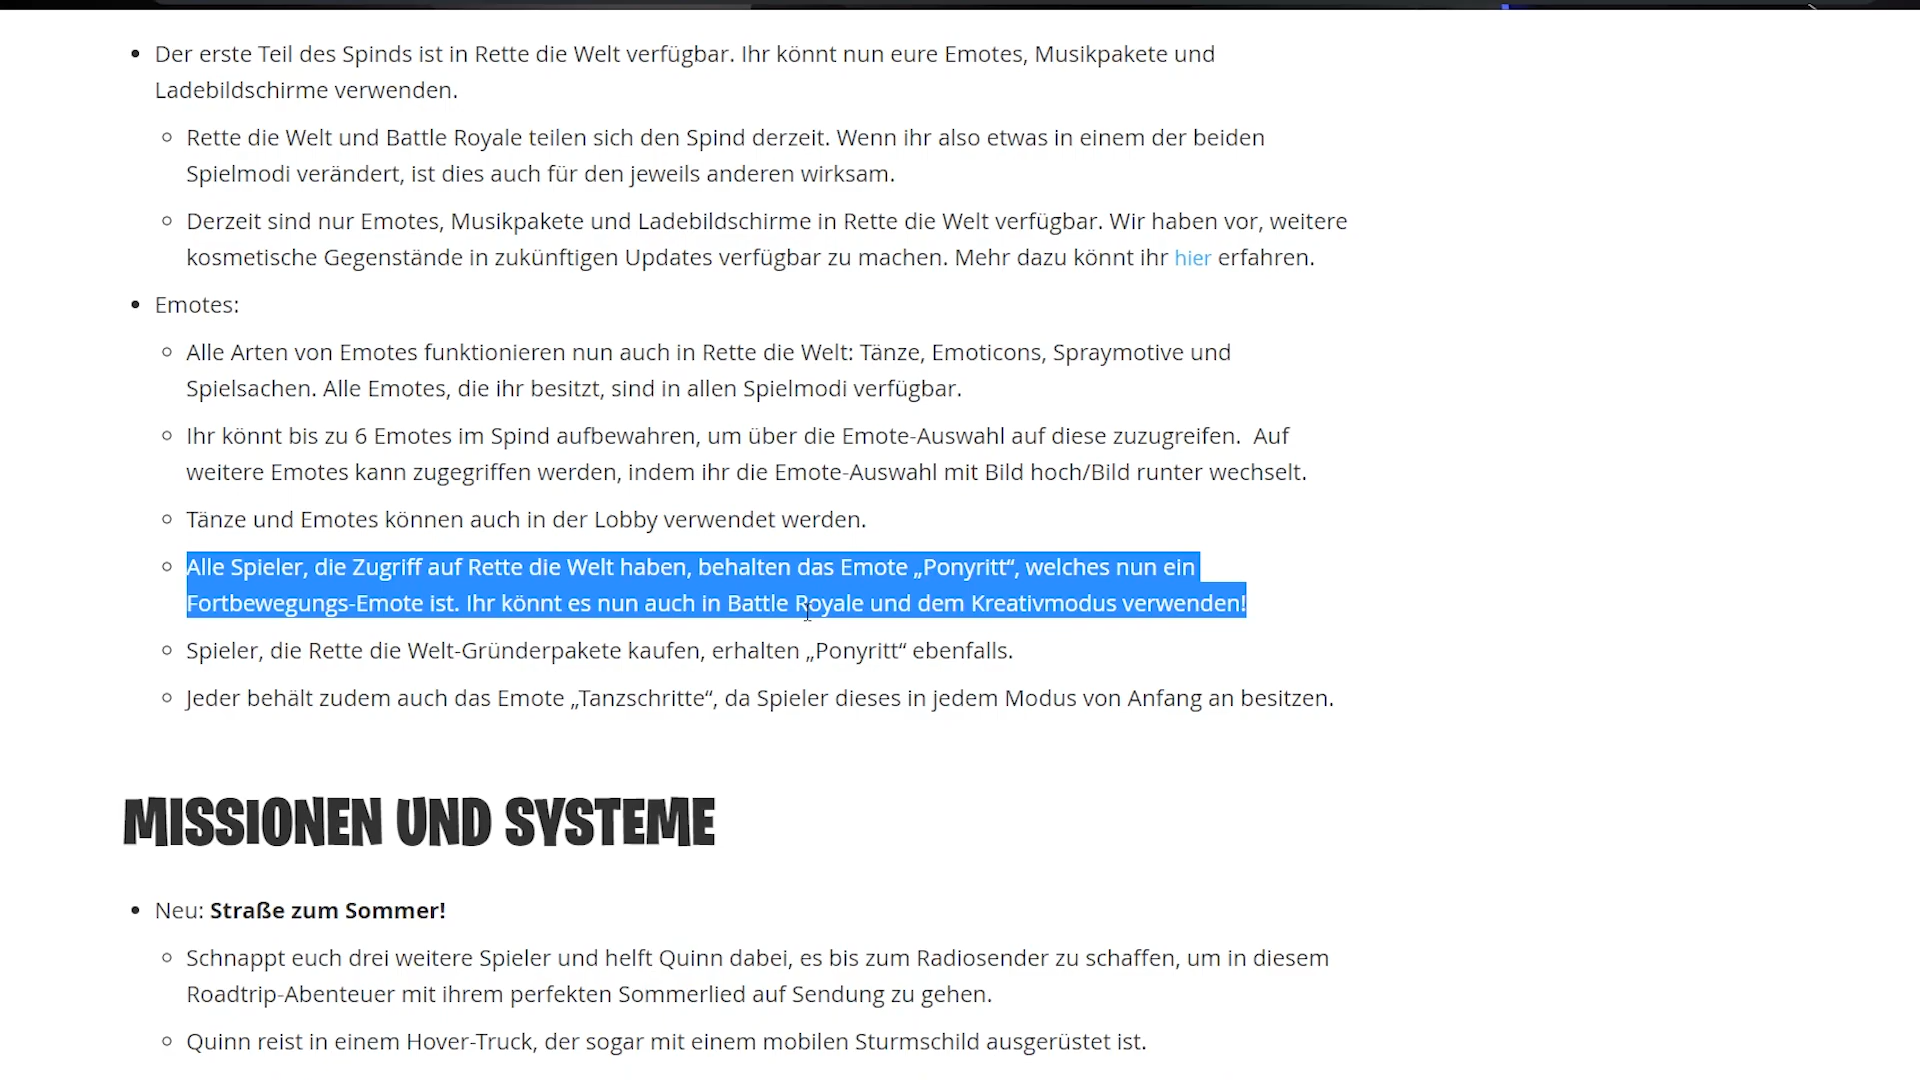 Der erste Teil des Spinds ist in Rette die Welt verfügbar. Ihr könnt nun eure Emotes, Musikpakete und
Ladebildschirme verwenden.
Rette die Welt und Battle Royale teilen sich den Spind derzeit. Wenn ihr also etwas in einem der beiden
Spielmodi verändert, ist dies auch für den jeweils anderen wirksam.
Derzeit sind nur Emotes, Musikpakete und Ladebildschirme in Rette die Welt verfügbar. Wir haben vor, weitere
kosmetische Gegenstände in zukünftigen Updates verfügbar zu machen. Mehr dazu könnt ihr hier erfahren.
Emotes:
Alle Arten von Emotes funktionieren nun auch in Rette die Welt: Tänze, Emoticons, Spraymotive und
Spielsachen. Alle Emotes, die ihr besitzt, sind in allen Spielmodi verfügbar.
Ihr könnt bis zu 6 Emotes im Spind aufbewahren, um über die Emote-Auswahl auf diese zuzugreifen.  Auf
weitere Emotes kann zugegriffen werden, indem ihr die Emote-Auswahl mit Bild hoch/Bild runter wechselt.
Tänze und Emotes können auch in der Lobby verwendet werden.
Alle Spieler, die Zugriff auf Rette die Welt haben, behalten das Emote „Ponyritt“, welches nun ein
Fortbewegungs-Emote ist. Ihr könnt es nun auch in Battle Royale und dem Kreativmodus verwenden!
Spieler, die Rette die Welt-Gründerpakete kaufen, erhalten „Ponyritt“ ebenfalls.
Jeder behält zudem auch das Emote „Tanzschritte“, da Spieler dieses in jedem Modus von Anfang an besitzen.
MISSIONEN UND SYSTEME
Neu: Straße zum Sommer!
Schnappt euch drei weitere Spieler und helft Quinn dabei, es bis zum Radiosender zu schaffen, um in diesem
Roadtrip-Abenteuer mit ihrem perfekten Sommerlied auf Sendung zu gehen.
Quinn reist in einem Hover-Truck, der sogar mit einem mobilen Sturmschild ausgerüstet ist.